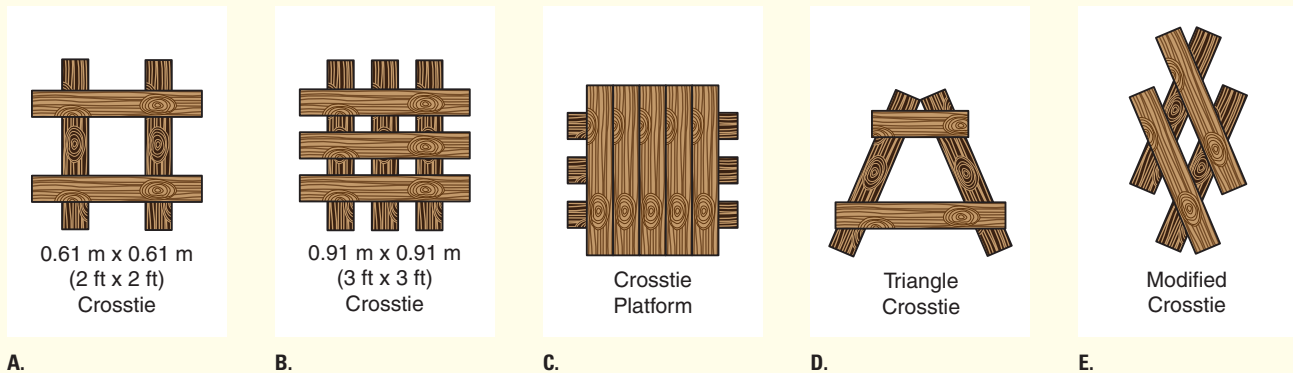 0.61 m x 0.61 m
(2 ft x 2 ft)
Crosstie
0.91 m x 0.91 m
(3 ft x 3 ft)
Crosstie
Crosstie
Platform
Triangle
Crosstie
Modified
Crosstie
A.
B.
C.
D.
E.